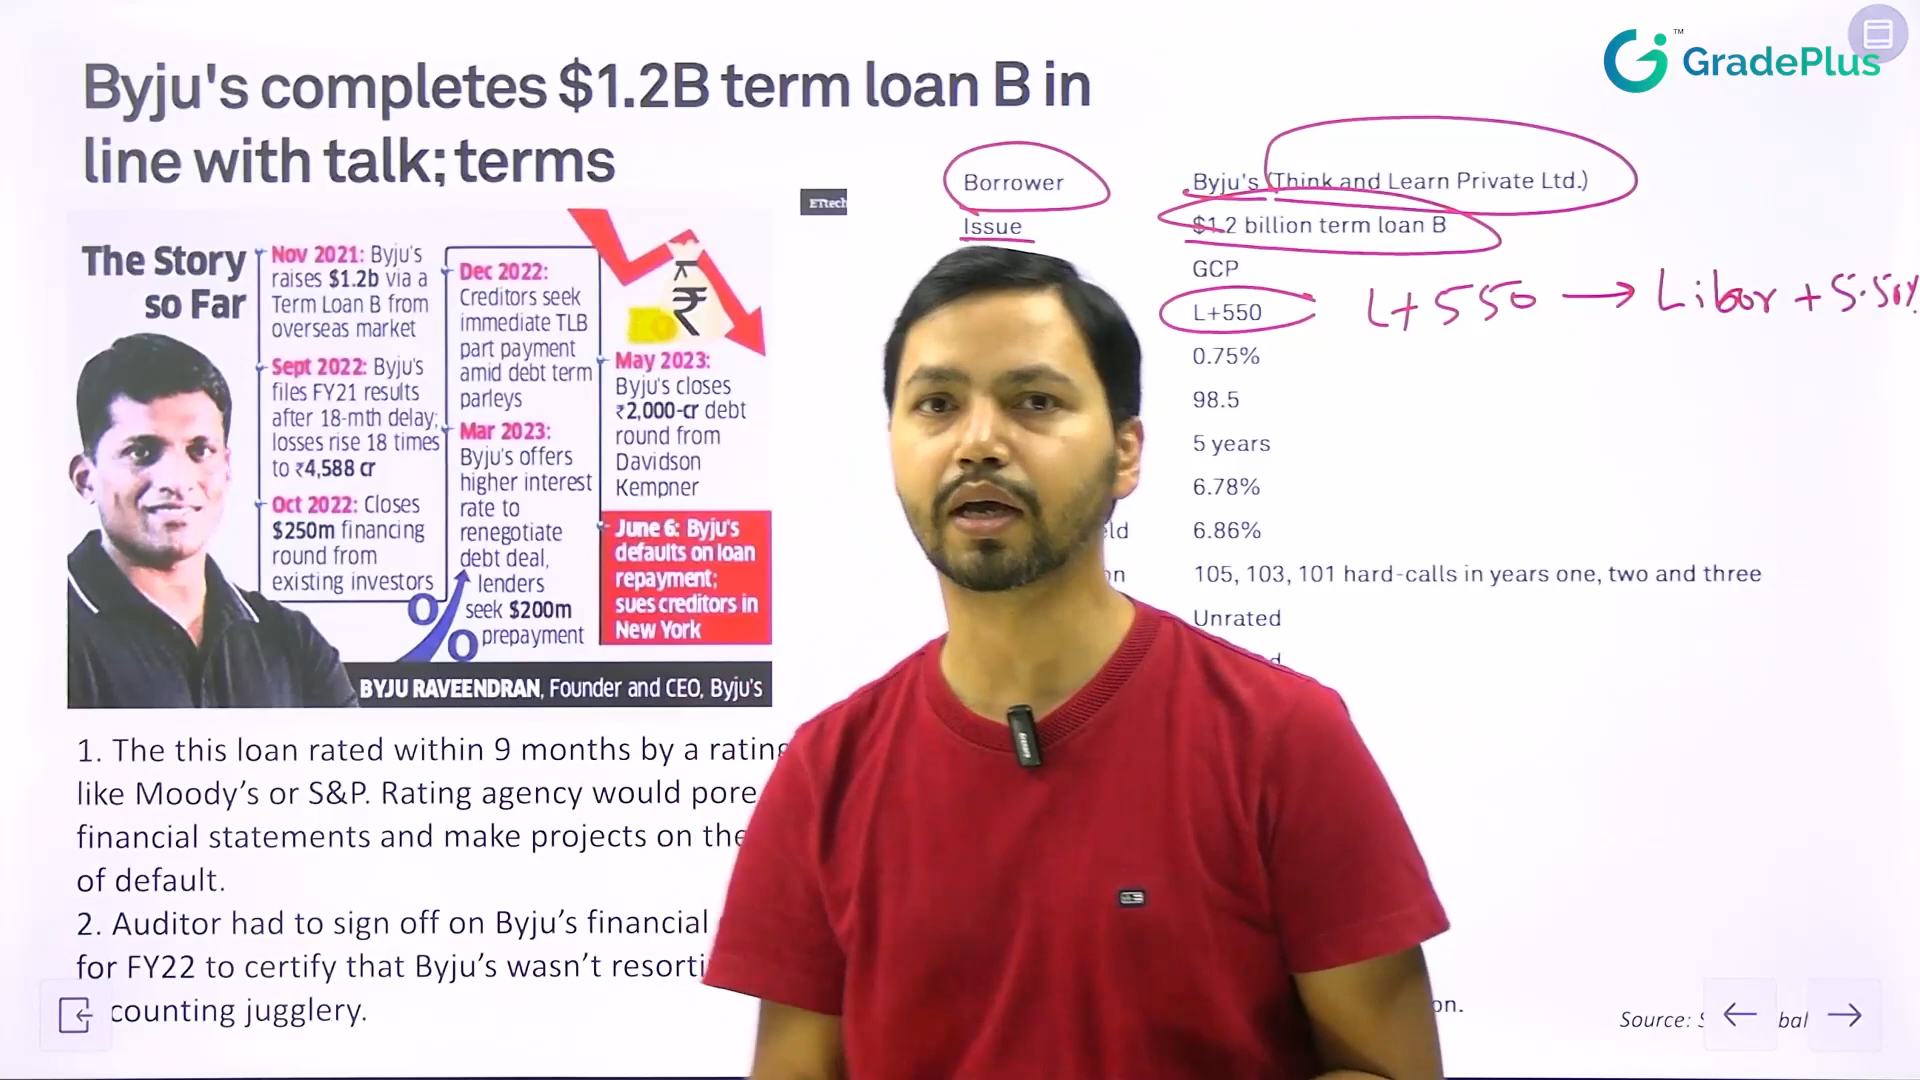 GradePlus™
Byju's completes $1.2B term loan B in
line with talk; terms
ETtech
The Story
so Far
Nov 2021: Byju's
raises $1.2b via a
Term Loan B from
overseas market
Sept 2022: Byju's
files FY21 results
after 18-mth delay;
losses rise 18 times
to ₹4,588 cr
Oct 2022: Closes
$250m financing
round from
existing investors
Dec 2022:
Creditors seek
immediate TLB
part payment
amid debt term
parleys
Mar 2023:
Byju's offers
higher interest
rate to
renegotiate
debt deal,
lenders
seek $200m
prepayment
₹
May 2023:
Byju's closes
₹2,000-cr debt
round from
Davidson
Kempner
June 6: Byju's
defaults on loan
repayment;
sues creditors in
New York
BYJU RAVEENDRAN, Founder and CEO, Byju's
Borrower Byju's (Think and Learn Private Ltd.)
Issue $1.2 billion term loan B
GCP
L+550
L+550 → Libor + 5.50%
0.75%
98.5
5 years
6.78%
6.86%
105, 103, 101 hard-calls in years one, two and three
Unrated
1. The this loan rated within 9 months by a rating
like Moody's or S&P. Rating agency would pore
financial statements and make projects on the
of default.
2. Auditor had to sign off on Byju's financial
for FY22 to certify that Byju's wasn't
counting jugglery.
Source: